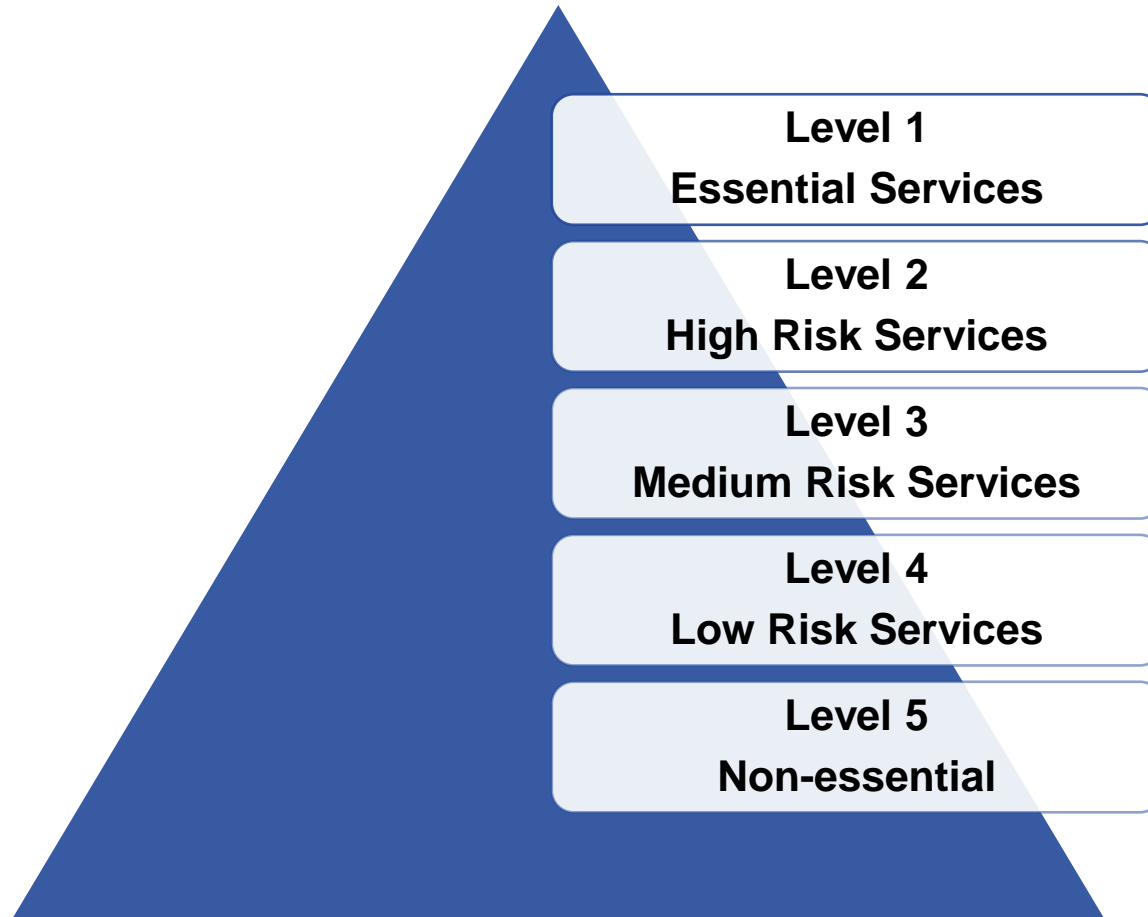 Level 1
Essential Services
Level 2
High Risk Services
Level 3
Medium Risk Services
Level 4
Low Risk Services
Level 5
Non-essential